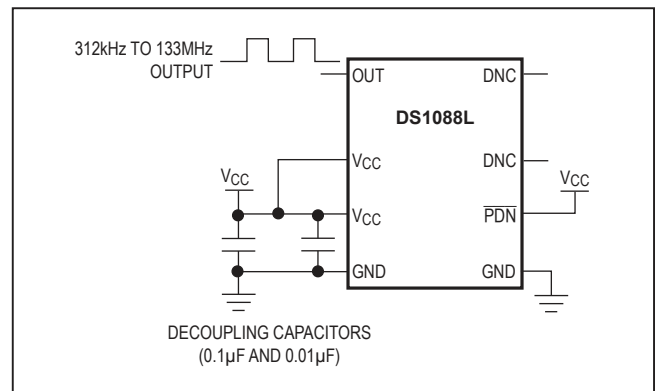 312kHz TO 133MHz
OUTPUT
OUT
DNC
DS1088L
VCC
DNC
VCC
VCC
VCC
PDN
GND
GND
DECOUPLING CAPACITORS
(0.1µF AND 0.01µF)